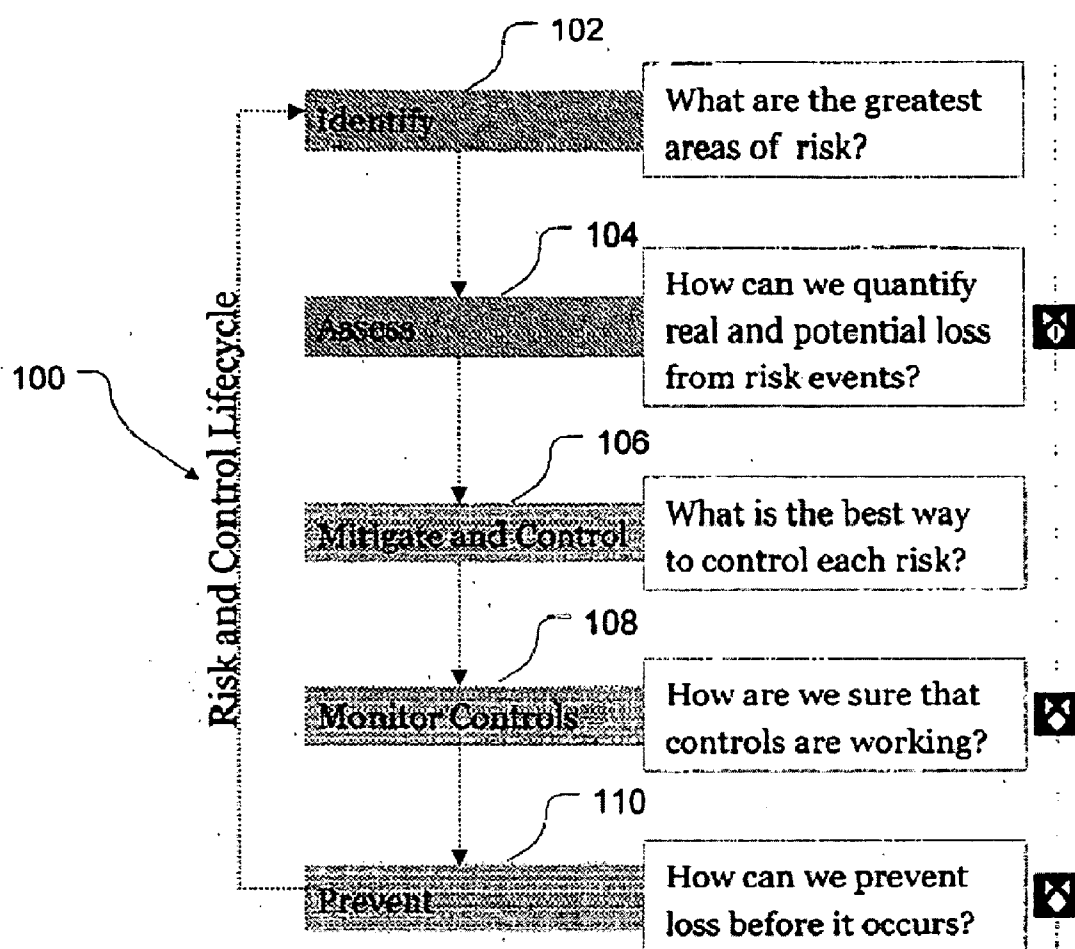 102
Identify
What are the greatest
areas of risk?
104
Assess
How can we quantify
real and potential loss
from risk events?
100
Risk and Control Lifecycle
106
Mitigate and Control
What is the best way
to control each risk?
108
Monitor Controls
How are we sure that
controls are working?
110
Prevent
How can we prevent
loss before it occurs?